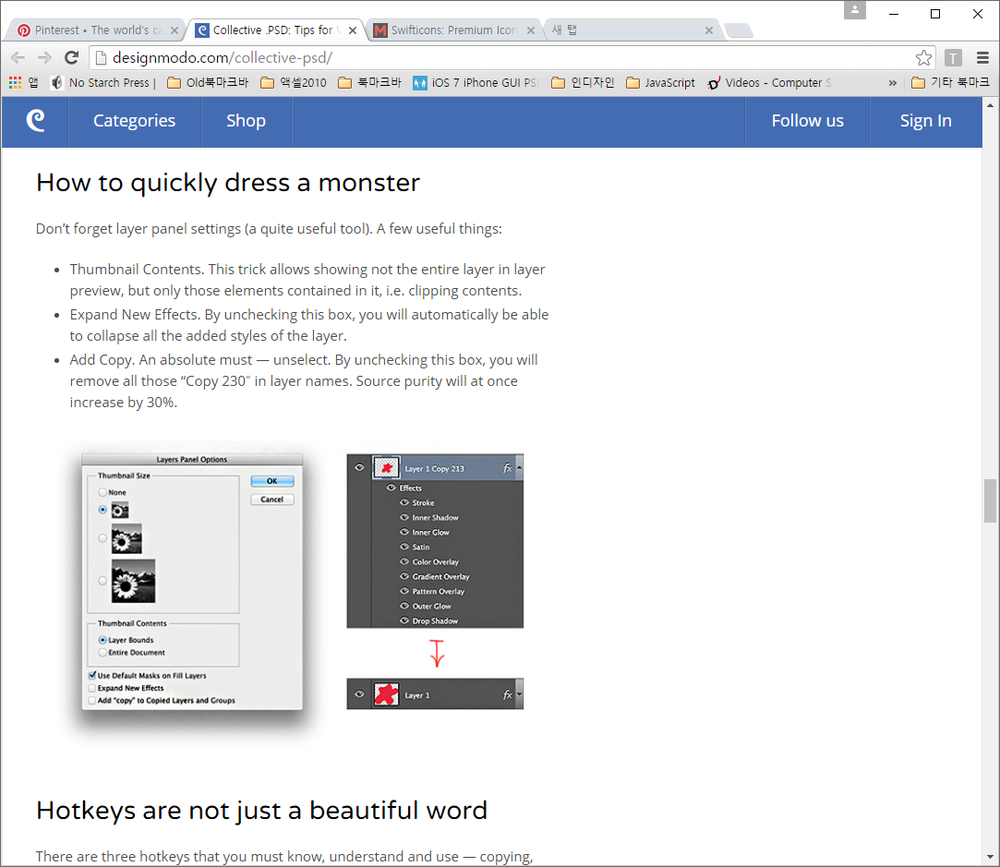 Pinterest • The world's ca
Collective .PSD: Tips for W
Swifticons: Premium Icon
새 탭
designmodo.com/collective-psd/
앱
No Starch Press |
Old북마크바
액셀2010
북마크바
iOS 7 iPhone GUI PS
인디자인
JavaScript
Videos - Computer S
»
기타 북마크
Categories
Shop
Follow us
Sign In
How to quickly dress a monster
Don’t forget layer panel settings (a quite useful tool). A few useful things:
• Thumbnail Contents. This trick allows showing not the entire layer in layer
preview, but only those elements contained in it, i.e. clipping contents.
• Expand New Effects. By unchecking this box, you will automatically be able
to collapse all the added styles of the layer.
• Add Copy. An absolute must — unselect. By unchecking this box, you will
remove all those “Copy 230″ in layer names. Source purity will at once
increase by 30%.
Layers Panel Options
Thumbnail Size
None
OK
Cancel
Thumbnail Contents
Layer Bounds
Entire Document
Use Default Masks on Fill Layers
Expand New Effects
Add "copy" to Copied Layers and Groups
Layer 1 Copy 213
fx
Effects
Stroke
Inner Shadow
Inner Glow
Satin
Color Overlay
Gradient Overlay
Pattern Overlay
Outer Glow
Drop Shadow
Layer 1
fx
Hotkeys are not just a beautiful word
There are three hotkeys that you must know, understand and use — copying,